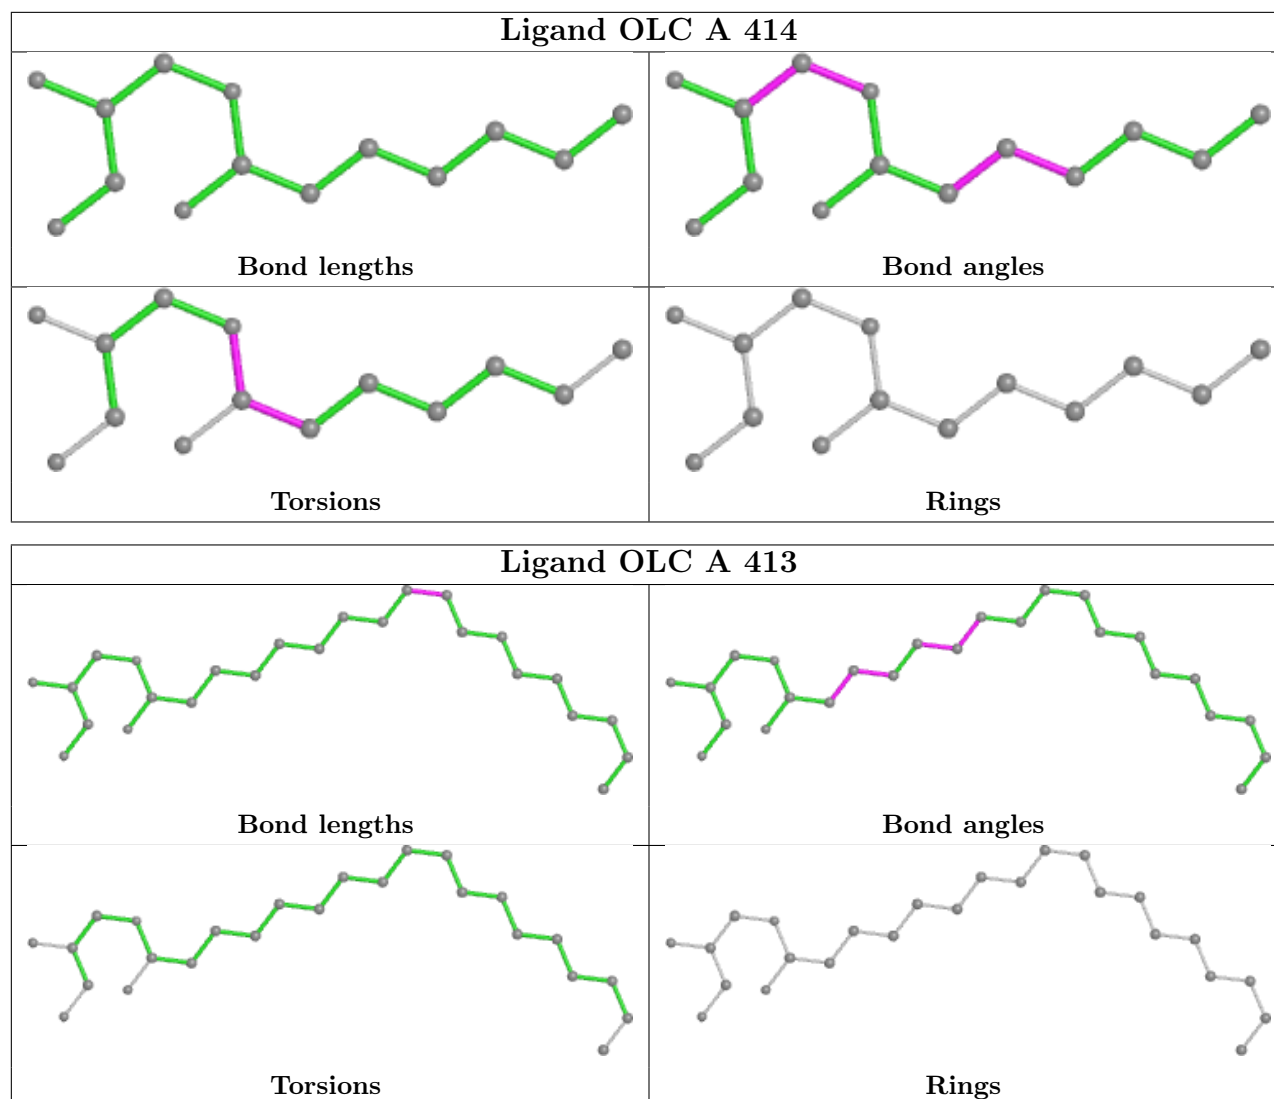 Ligand OLC A 414
Bond lengths
Bond angles
Torsions
Rings
Ligand OLC A 413
Bond lengths
Bond angles
Torsions
Rings